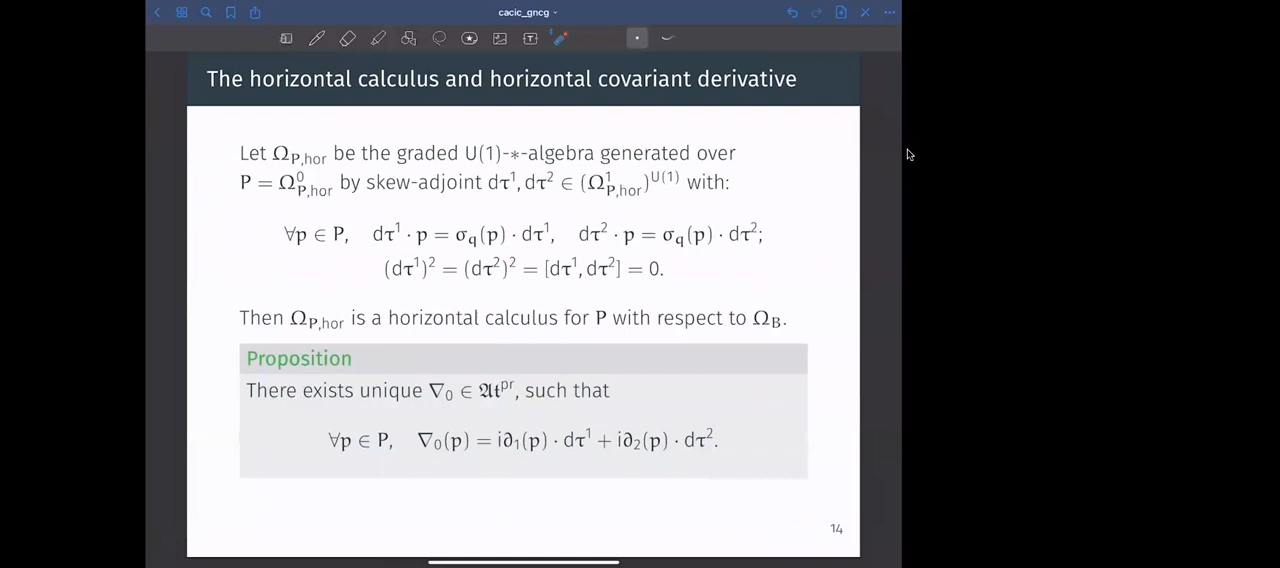 cacic_gncg
The horizontal calculus and horizontal covariant derivative
Let Ω_{P,hor} be the graded U(1)-∗-algebra generated over
P = Ω^0_{P,hor} by skew-adjoint dτ^1, dτ^2 ∈ (Ω^1_{P,hor})^{U(1)} with:
∀p ∈ P, dτ^1 · p = σ_q(p) · dτ^1, dτ^2 · p = σ_q(p) · dτ^2;
(dτ^1)^2 = (dτ^2)^2 = [dτ^1, dτ^2] = 0.
Then Ω_{P,hor} is a horizontal calculus for P with respect to Ω_B.
Proposition
There exists unique ∇_0 ∈ 𝔄𝔱^{pr}, such that
∀p ∈ P, ∇_0(p) = i∂_1(p) · dτ^1 + i∂_2(p) · dτ^2.
14